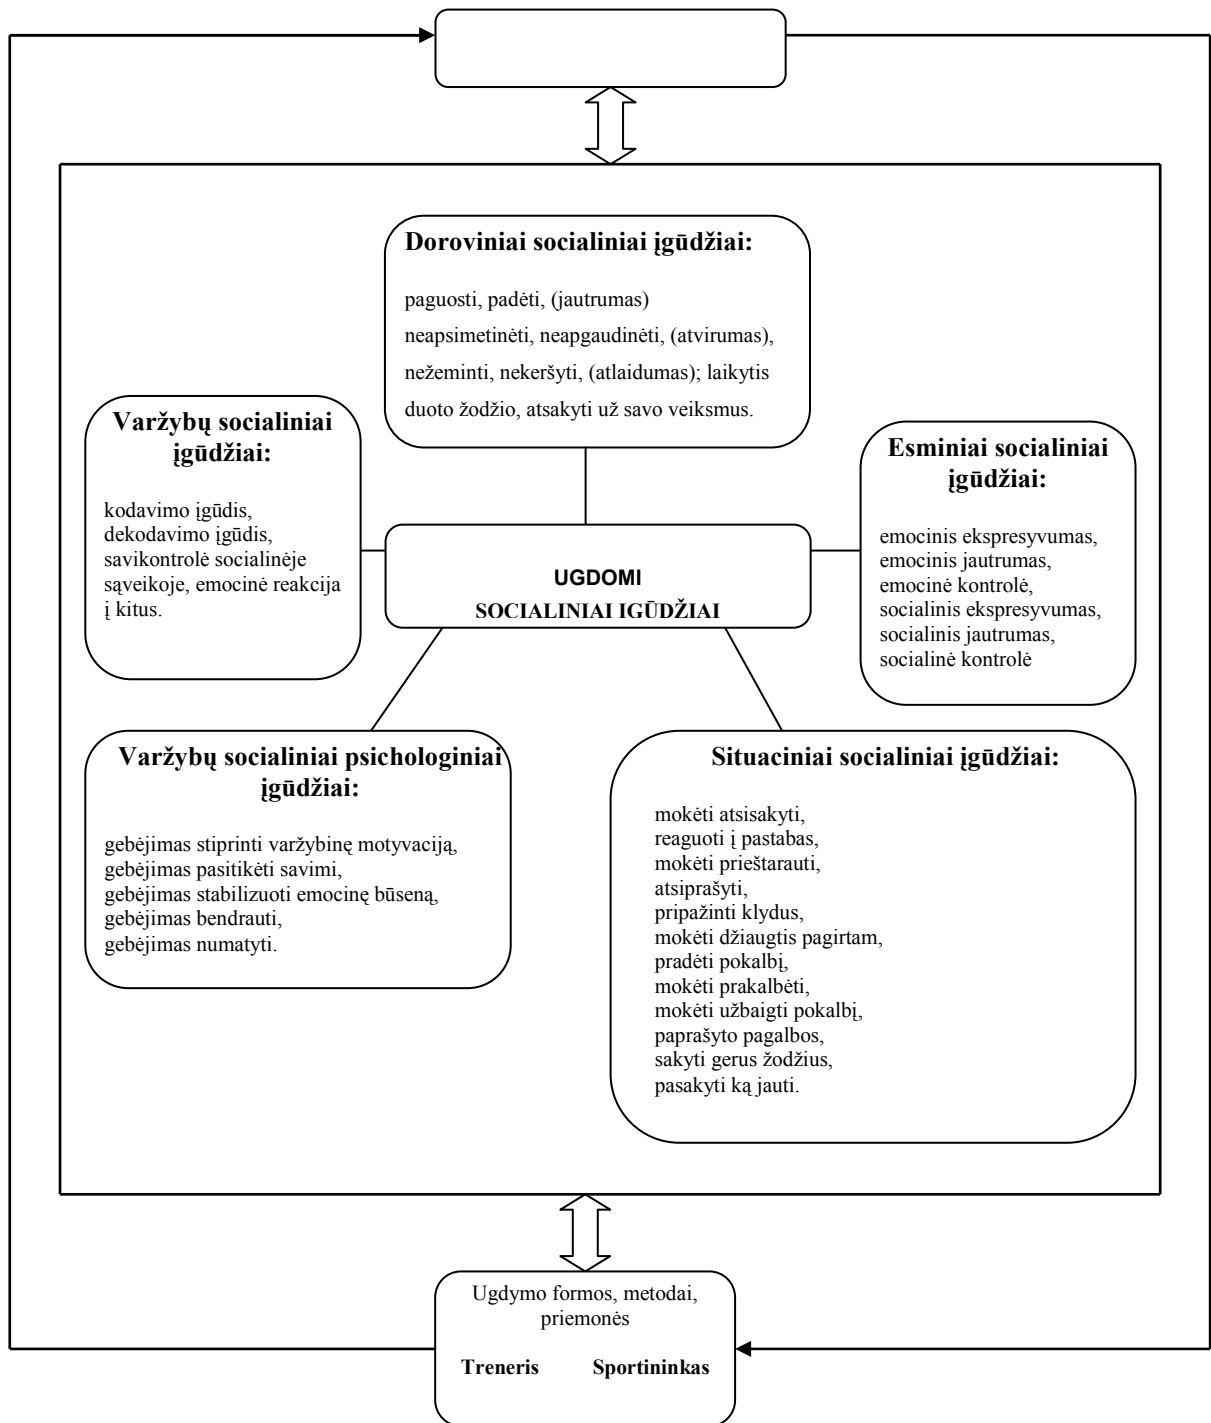 Doroviniai socialiniai įgūdžiai:
paguosti, padėti, (jautrumas)
neapsimetinėti, neapgaudinėti, (atvirumas),
nežeminti, nekeršyti, (atlaidumas); laikytis
duoto žodžio, atsakyti už savo veiksmus.
Varžybų socialiniai
įgūdžiai:
kodavimo įgūdis,
dekodavimo įgūdis,
savikontrolė socialinėje
sąveikoje, emocinė reakcija
į kitus.
Esminiai socialiniai
įgūdžiai:
emocinis ekspresyvumas,
emocinis jautrumas,
emocinė kontrolė,
socialinis ekspresyvumas,
socialinis jautrumas,
socialinė kontrolė
UGDOMI
SOCIALINIAI IGŪDŽIAI
Varžybų socialiniai psichologiniai
įgūdžiai:
gebėjimas stiprinti varžybinę motyvaciją,
gebėjimas pasitikėti savimi,
gebėjimas stabilizuoti emocinę būseną,
gebėjimas bendrauti,
gebėjimas numatyti.
Situaciniai socialiniai įgūdžiai:
mokėti atsisakyti,
reaguoti į pastabas,
mokėti prieštarauti,
atsiprašyti,
pripažinti klydus,
mokėti džiaugtis pagirtam,
pradėti pokalbį,
mokėti prakalbėti,
mokėti užbaigti pokalbį,
paprašyto pagalbos,
sakyti gerus žodžius,
pasakyti ką jauti.
Ugdymo formos, metodai,
priemonės
Treneris Sportininkas